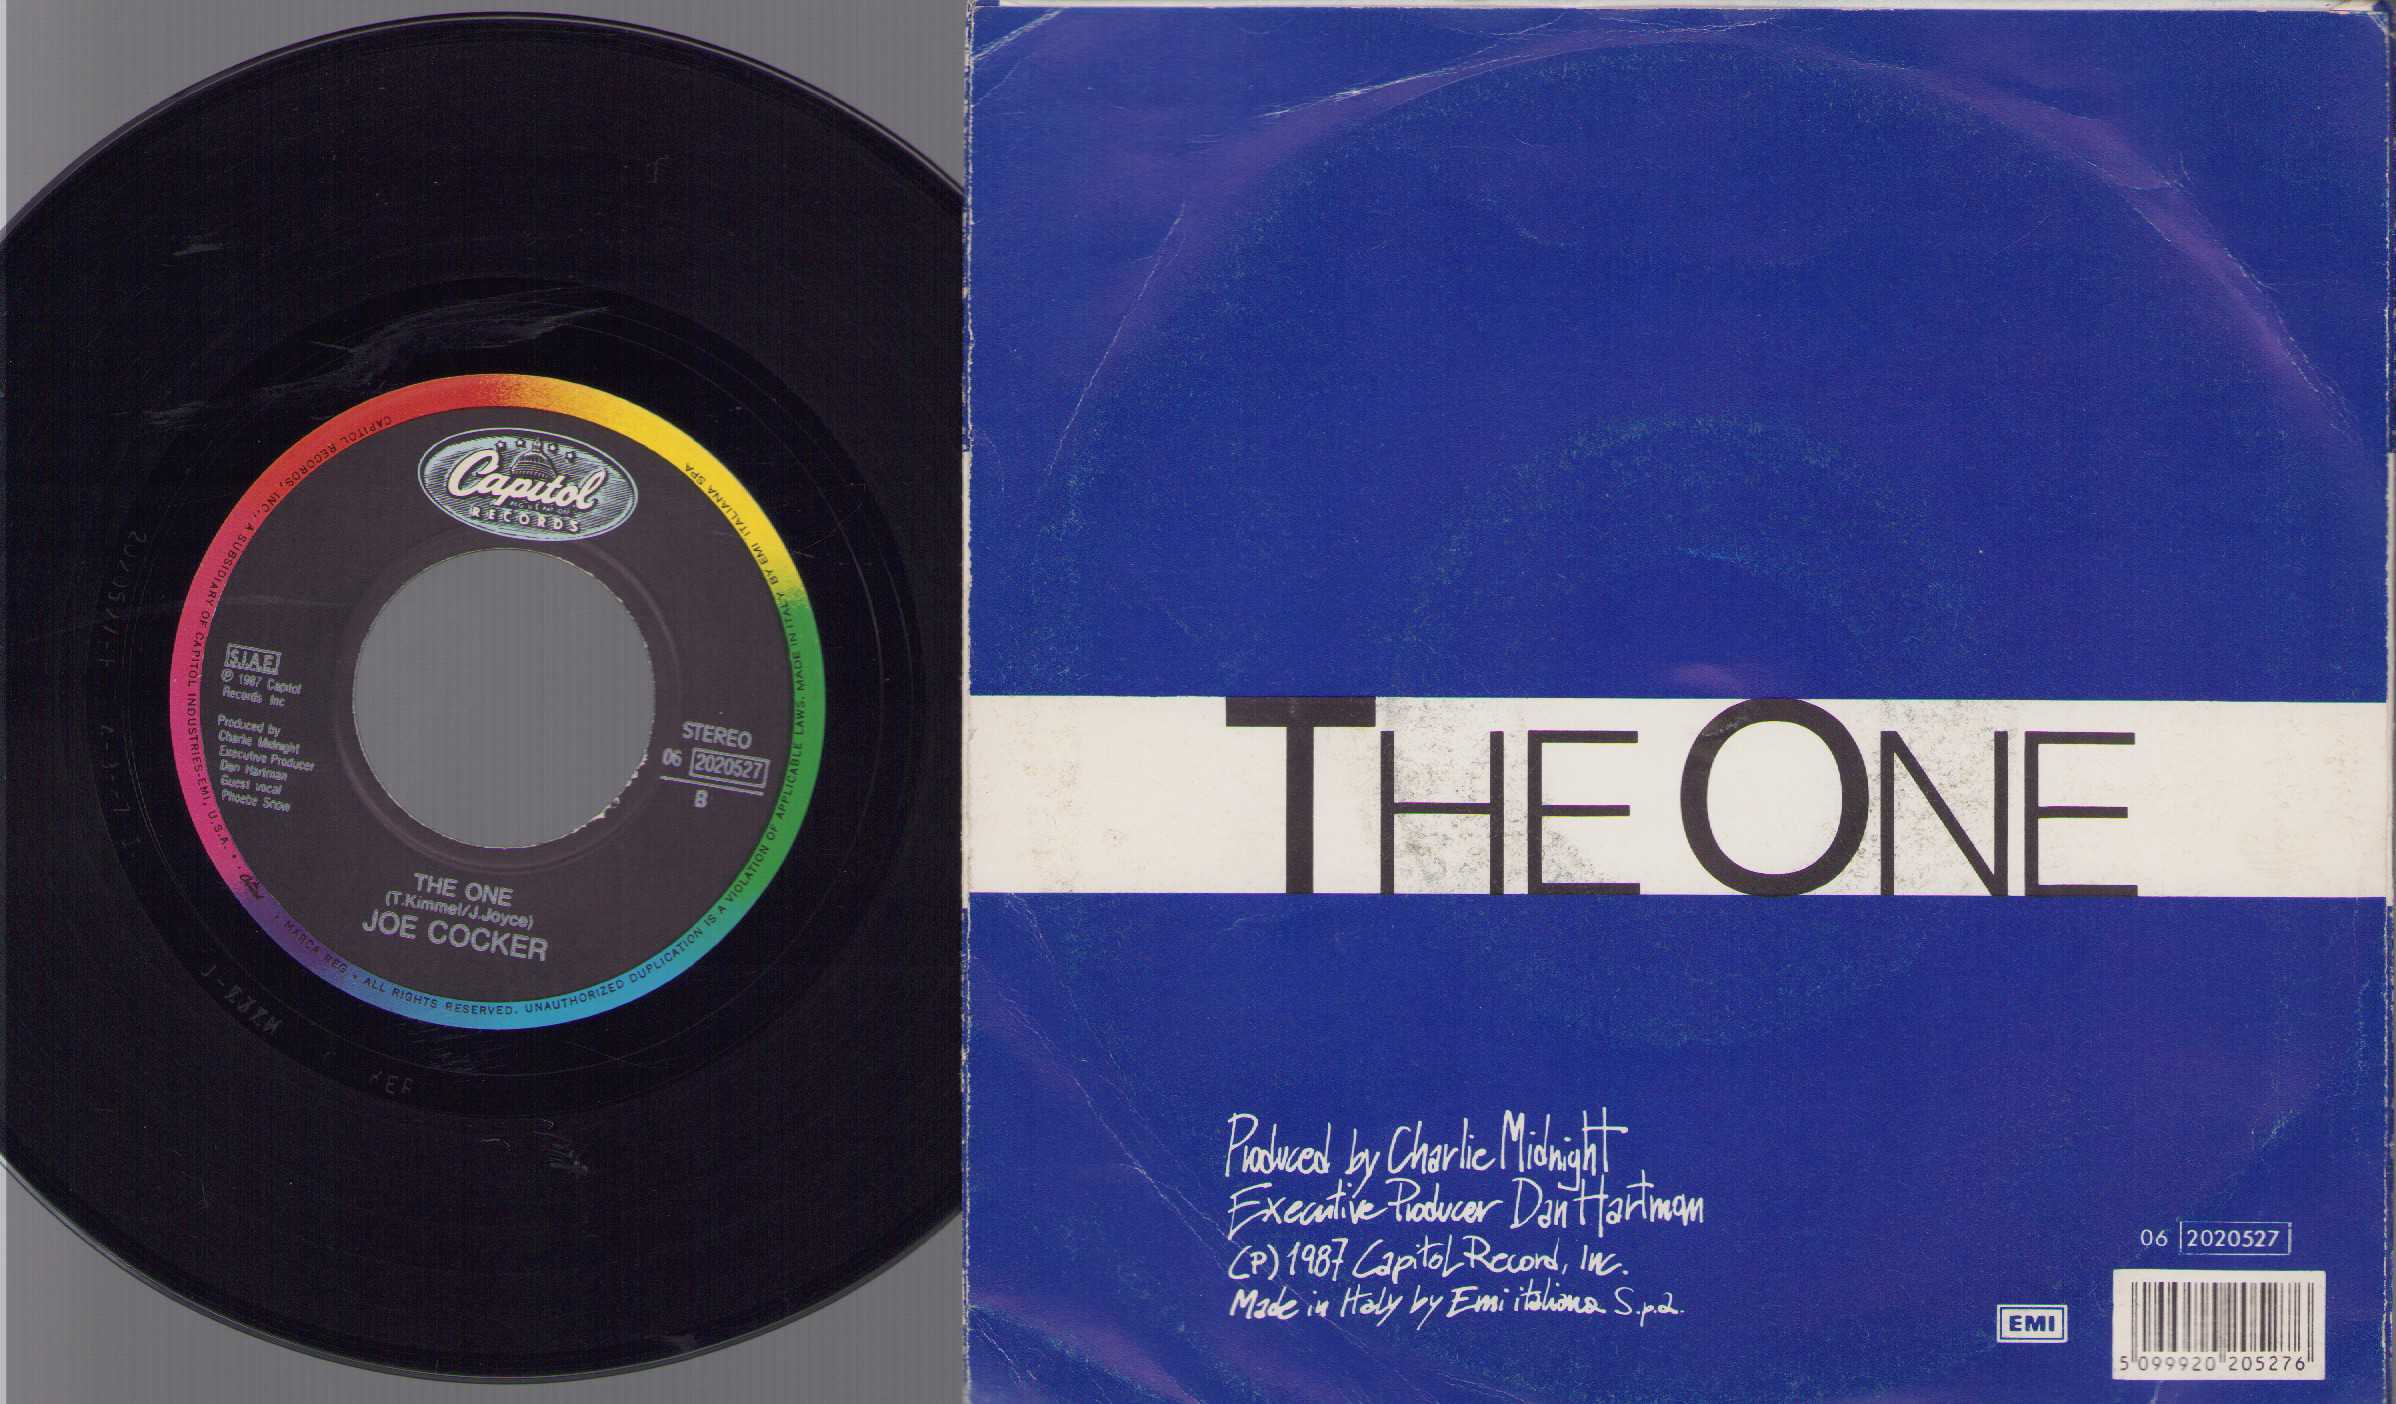 Capitol
RECORDS
CAPITOL RECORDS, INC., A SUBSIDIARY OF CAPITOL INDUSTRIES-EMI, U.S.A. • Capitol • MARCA REG • ALL RIGHTS RESERVED. UNAUTHORIZED DUPLICATION IS A VIOLATION OF APPLICABLE LAWS. MADE IN ITALY BY EMI ITALIANA SPA
S.I.A.E.
℗ 1987 Capitol
Records Inc
Produced by
Charlie Midnight
Executive Producer
Dan Hartman
Guest vocal
Phoebe Snow
STEREO
06 2020527
B
THE ONE
(T.Kimmel/J.Joyce)
JOE COCKER
THE ONE
Produced by Charlie Midnight
Executive Producer Dan Hartman
(P) 1987 Capitol Record, Inc.
Made in Italy by Emi italiana S.p.a.
06 2020527
EMI
5 099920 205276